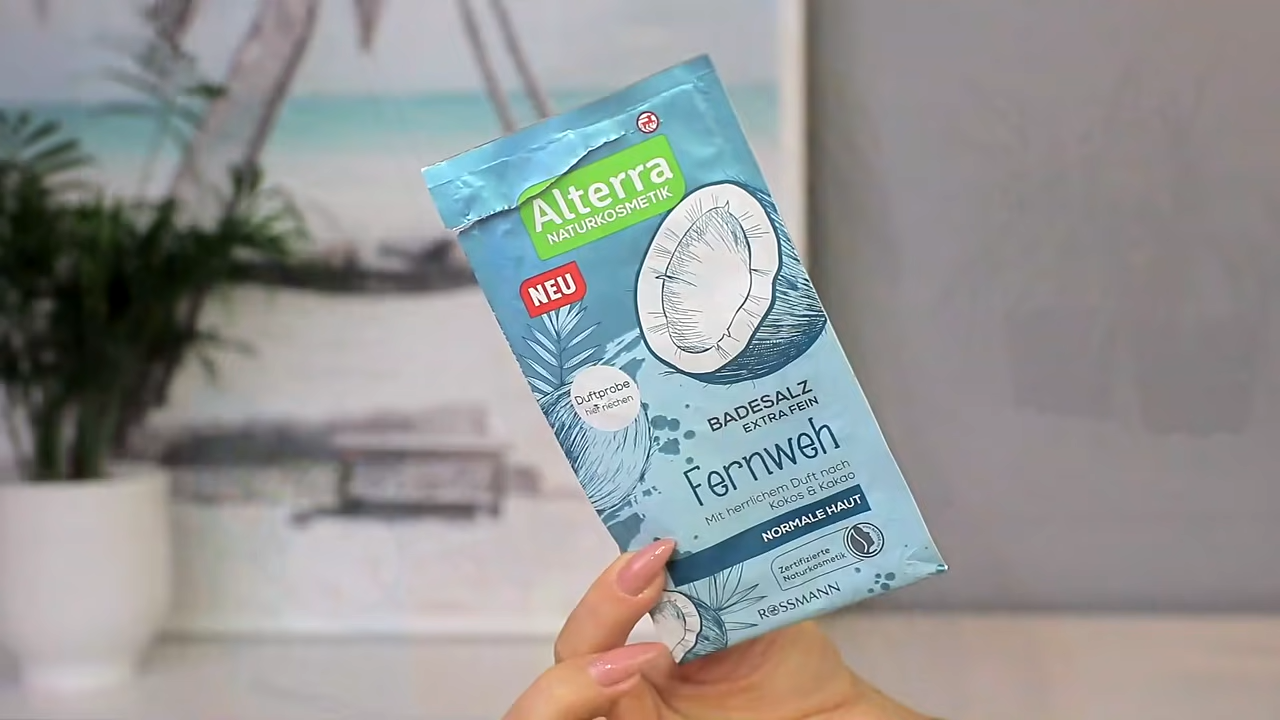 Alterra
NATURKOSMETIK
NEU
Duftprobe
hier riechen
BADESALZ
EXTRA FEIN
Fernweh
Mit herrlichem Duft nach
Kokos & Kakao
NORMALE HAUT
Zertifizierte
Naturkosmetik
ROSSMANN